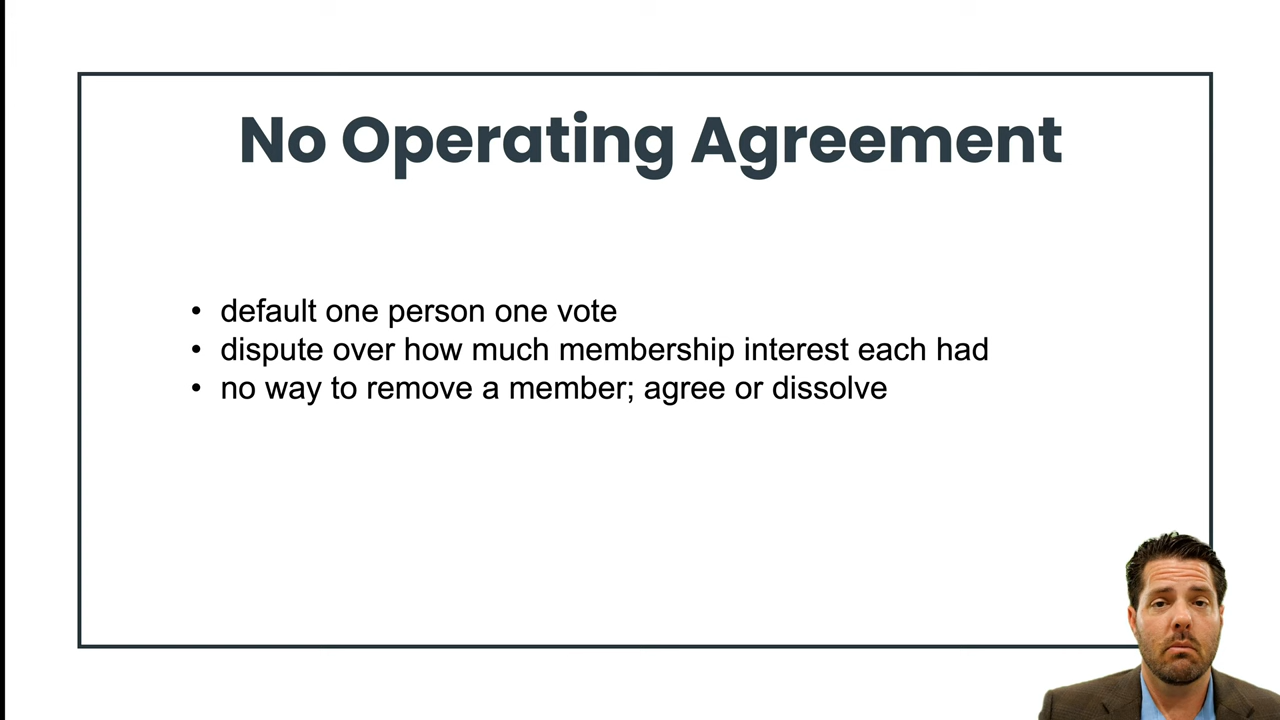 No Operating Agreement
• default one person one vote
• dispute over how much membership interest each had
• no way to remove a member; agree or dissolve